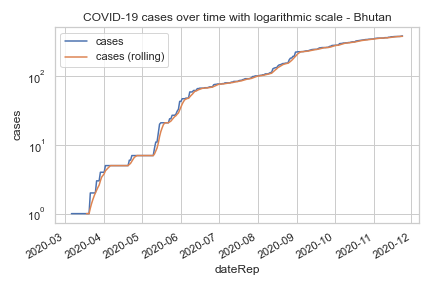 COVID-19 cases over time with logarithmic scale - Bhutan
cases
cases (rolling)
10²
10¹
10⁰
cases
2020-03
2020-04
2020-05
2020-06
2020-07
2020-08
2020-09
2020-10
2020-11
2020-12
dateRep